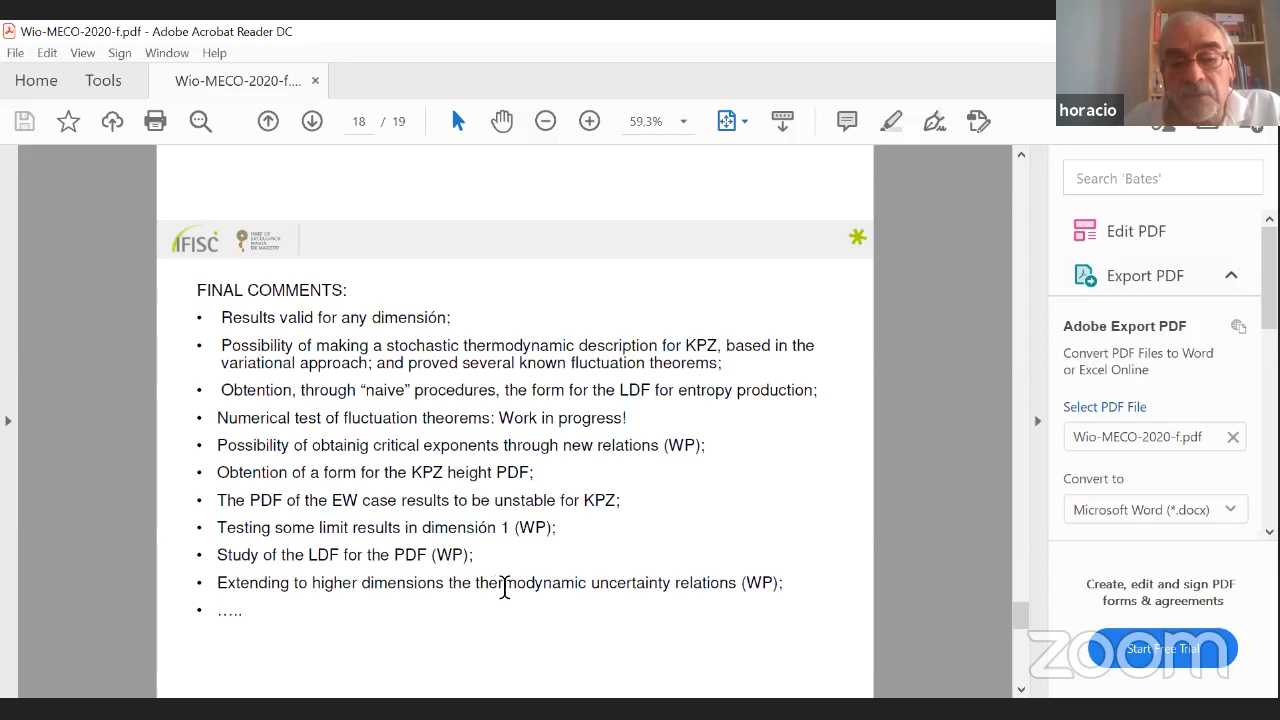 Wio-MECO-2020-f.pdf - Adobe Acrobat Reader DC
File Edit View Sign Window Help
Home Tools Wio-MECO-2020-f.... ×
18 / 19 59,3%
horacio
IFISC
FINAL COMMENTS:
• Results valid for any dimensión;
• Possibility of making a stochastic thermodynamic description for KPZ, based in the
variational approach; and proved several known fluctuation theorems;
• Obtention, through “naive” procedures, the form for the LDF for entropy production;
• Numerical test of fluctuation theorems: Work in progress!
• Possibility of obtainig critical exponents through new relations (WP);
• Obtention of a form for the KPZ height PDF;
• The PDF of the EW case results to be unstable for KPZ;
• Testing some limit results in dimensión 1 (WP);
• Study of the LDF for the PDF (WP);
• Extending to higher dimensions the thermodynamic uncertainty relations (WP);
• …..
Search 'Bates'
Edit PDF
Export PDF
Adobe Export PDF
Convert PDF Files to Word
or Excel Online
Select PDF File
Wio-MECO-2020-f.pdf
Convert to
Microsoft Word (*.docx)
Create, edit and sign PDF
forms & agreements
Start Free Trial
zoom